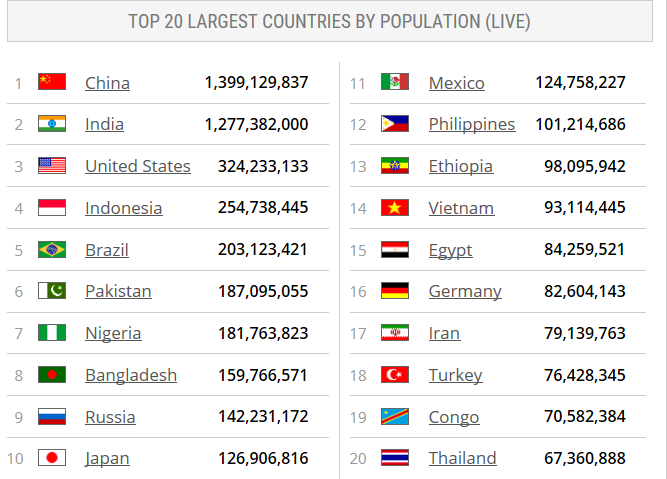 TOP 20 LARGEST COUNTRIES BY POPULATION (LIVE)
1 China 1,399,129,837
2 India 1,277,382,000
3 United States 324,233,133
4 Indonesia 254,738,445
5 Brazil 203,123,421
6 Pakistan 187,095,055
7 Nigeria 181,763,823
8 Bangladesh 159,766,571
9 Russia 142,231,172
10 Japan 126,906,816
11 Mexico 124,758,227
12 Philippines 101,214,686
13 Ethiopia 98,095,942
14 Vietnam 93,114,445
15 Egypt 84,259,521
16 Germany 82,604,143
17 Iran 79,139,763
18 Turkey 76,428,345
19 Congo 70,582,384
20 Thailand 67,360,888